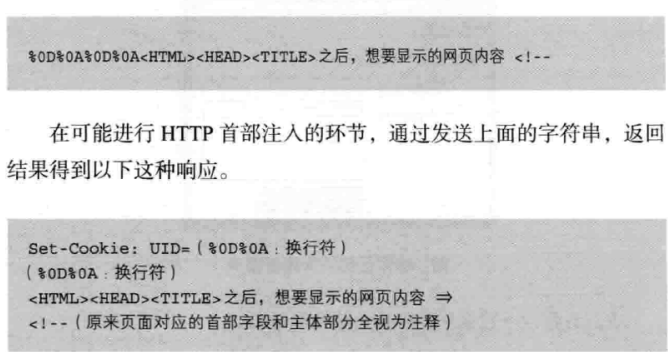 %0D%0A%0D%0A<HTML><HEAD><TITLE>之后，想要显示的网页内容 <!--
在可能进行 HTTP 首部注入的环节，通过发送上面的字符串，返回
结果得到以下这种响应。
Set-Cookie: UID=（%0D%0A：换行符）
（%0D%0A：换行符）
<HTML><HEAD><TITLE>之后，想要显示的网页内容 ⇒
<!--（原来页面对应的首部字段和主体部分全视为注释）